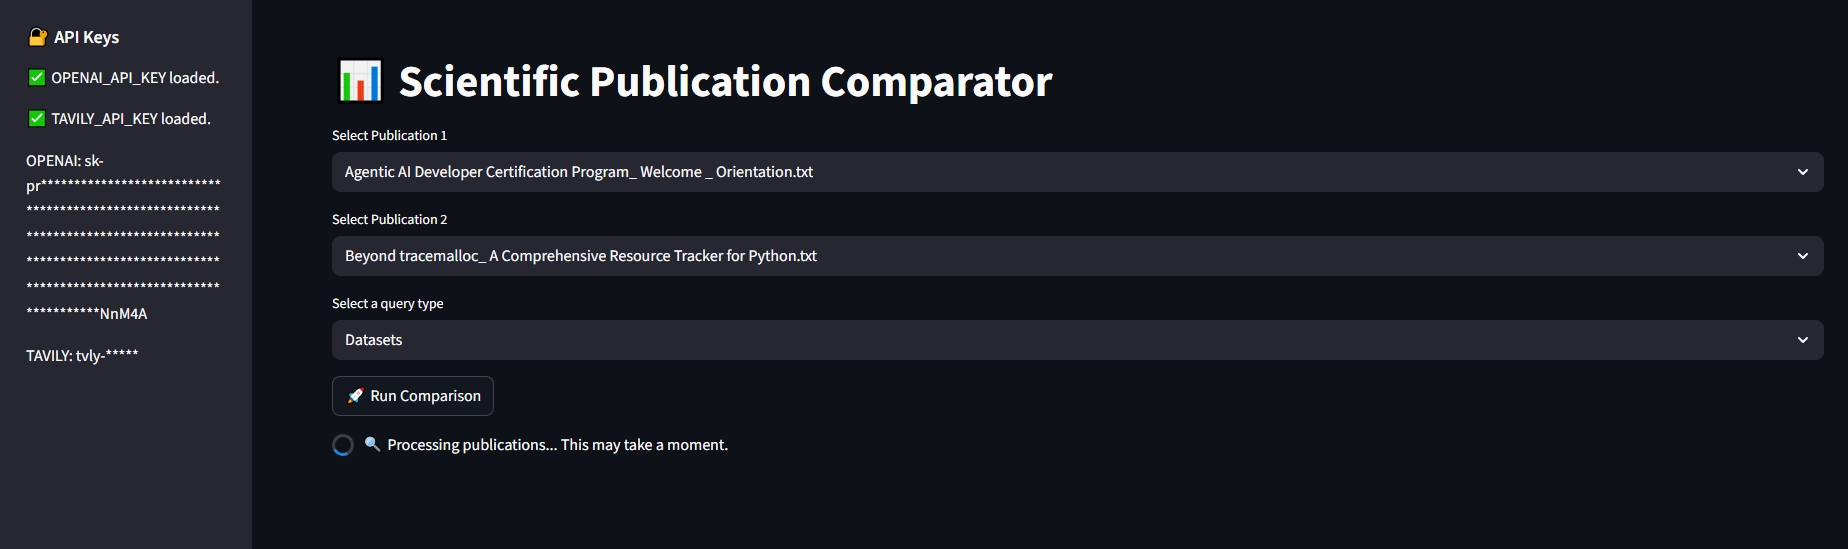 API Keys
OPENAI_API_KEY loaded.
TAVILY_API_KEY loaded.
OPENAI: sk-
pr***************************
*****************************
*****************************
*****************************
*****************************
***********NnM4A
TAVILY: tvly-*****
Scientific Publication Comparator
Select Publication 1
Agentic AI Developer Certification Program_ Welcome _ Orientation.txt
Select Publication 2
Beyond tracemalloc_ A Comprehensive Resource Tracker for Python.txt
Select a query type
Datasets
Run Comparison
Processing publications... This may take a moment.